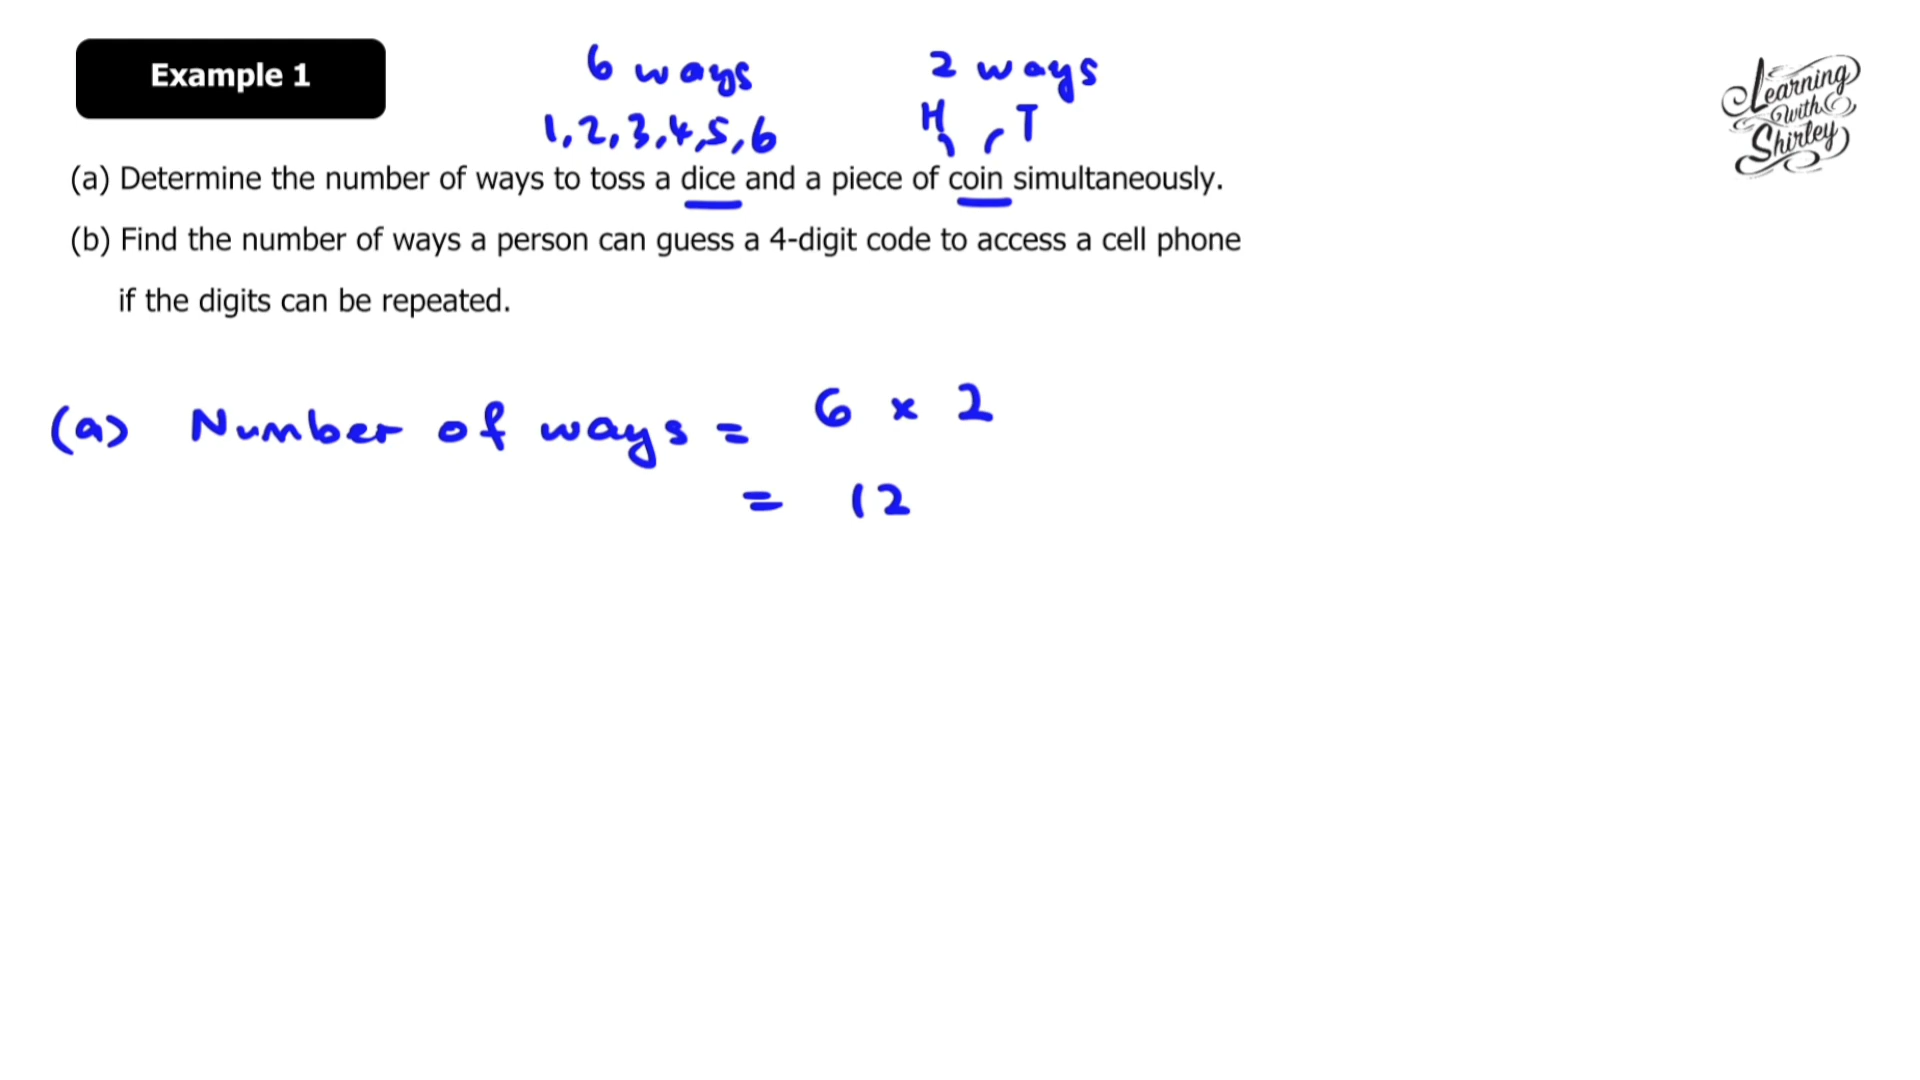 Example 1
6 ways
2 ways
1,2,3,4,5,6
H, , T
(a) Determine the number of ways to toss a dice and a piece of coin simultaneously.
(b) Find the number of ways a person can guess a 4-digit code to access a cell phone
if the digits can be repeated.
(a) Number of ways = 6 x 2
= 12
Learning
with
Shirley